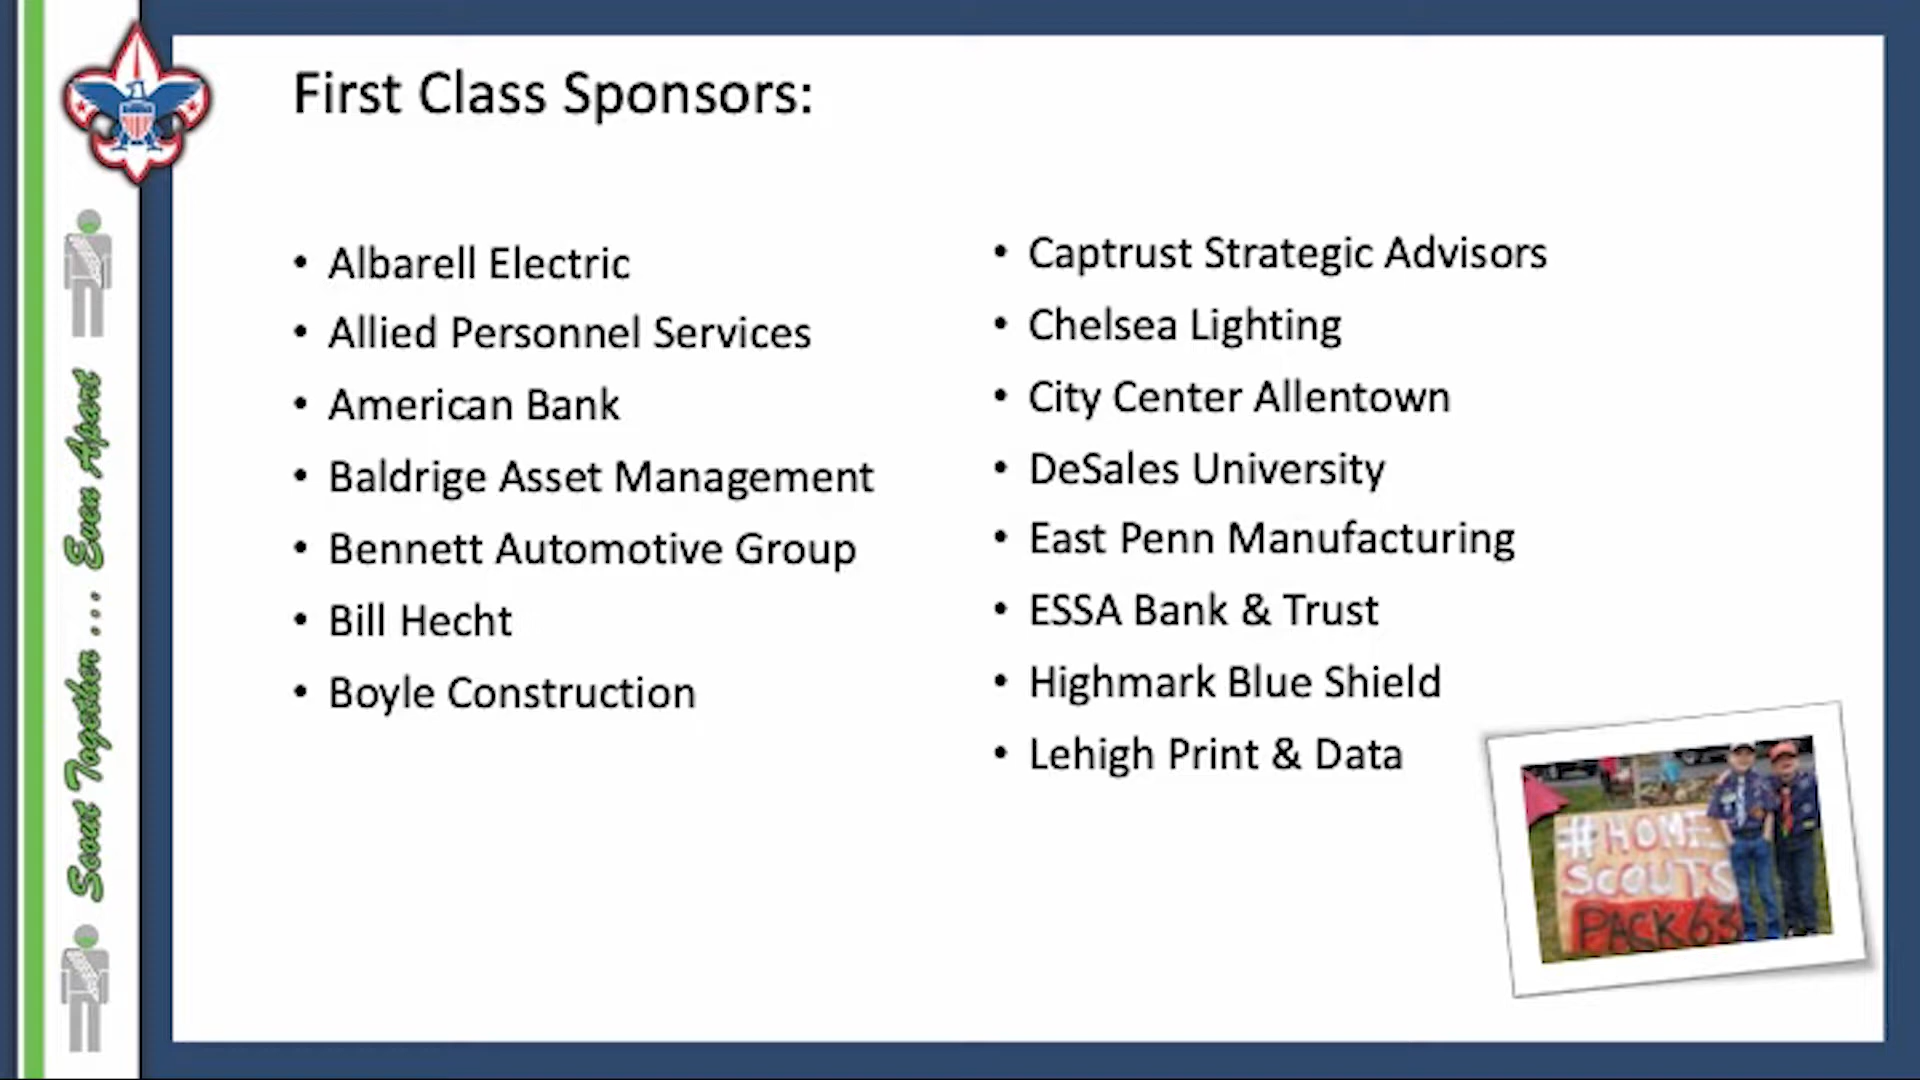 First Class Sponsors:
• Albarell Electric
• Allied Personnel Services
• American Bank
• Baldrige Asset Management
• Bennett Automotive Group
• Bill Hecht
• Boyle Construction
• Captrust Strategic Advisors
• Chelsea Lighting
• City Center Allentown
• DeSales University
• East Penn Manufacturing
• ESSA Bank & Trust
• Highmark Blue Shield
• Lehigh Print & Data
Scout Together ... Even Apart
#HOME
SCOUTS
PACK 63